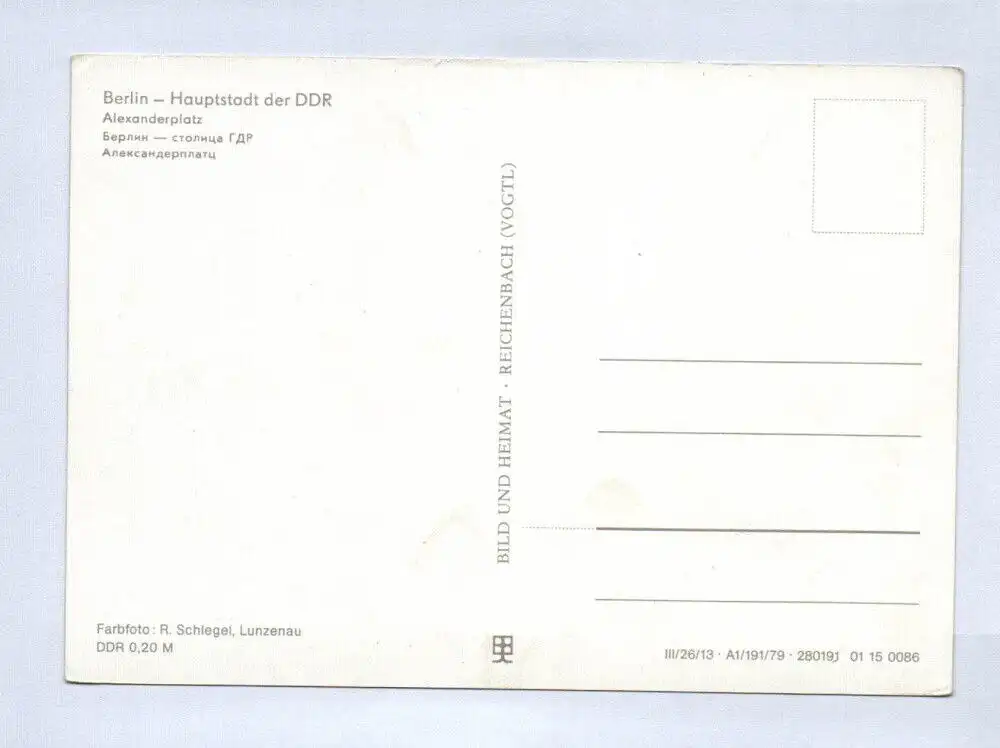 Berlin – Hauptstadt der DDR
Alexanderplatz
Берлин — столица ГДР
Александерплатц
BILD UND HEIMAT · REICHENBACH (VOGTL)
Farbfoto: R. Schlegel, Lunzenau
DDR 0,20 M
III/26/13 · A1/191/79 · 280191 01 15 0086